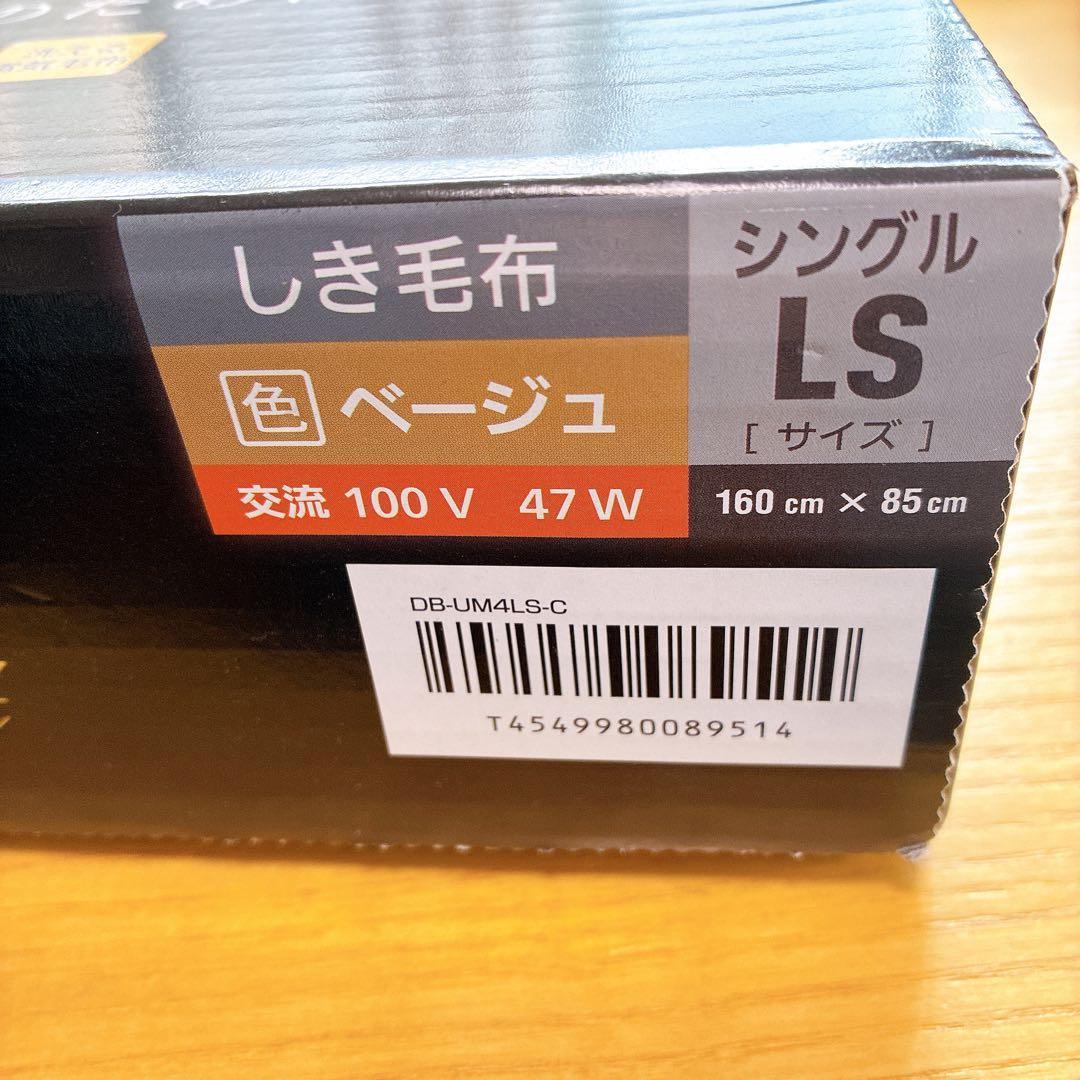 しき毛布
色 ベージュ
交流 100 V 47 W
シングル
LS
[ サイズ ]
160 cm × 85 cm
DB-UM4LS-C
T4549980089514